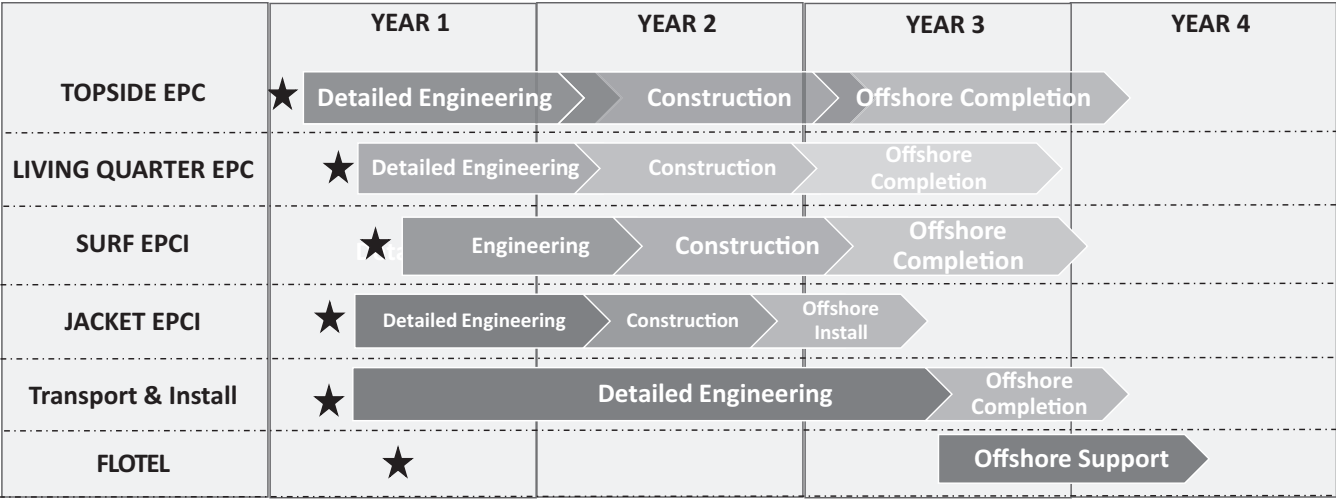 YEAR 1 YEAR 2 YEAR 3 YEAR 4
TOPSIDE EPC Detailed Engineering Construction Offshore Completion
LIVING QUARTER EPC Detailed Engineering Construction Offshore
Completion
SURF EPCI Engineering Construction Offshore
Completion
JACKET EPCI Detailed Engineering Construction Offshore
Install
Transport & Install Detailed Engineering Offshore
Completion
FLOTEL Offshore Support